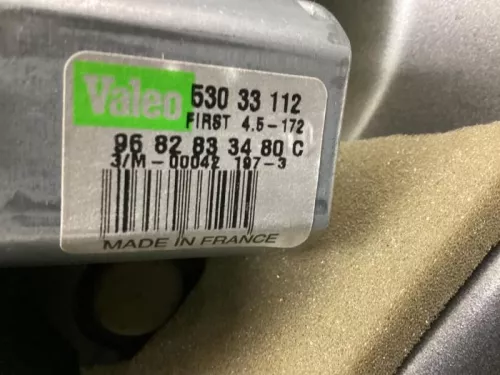 Valeo 530 33 112
FIRST 4.5-172
96 82 83 34 80 C
3/M-00042 197-3
MADE IN FRANCE